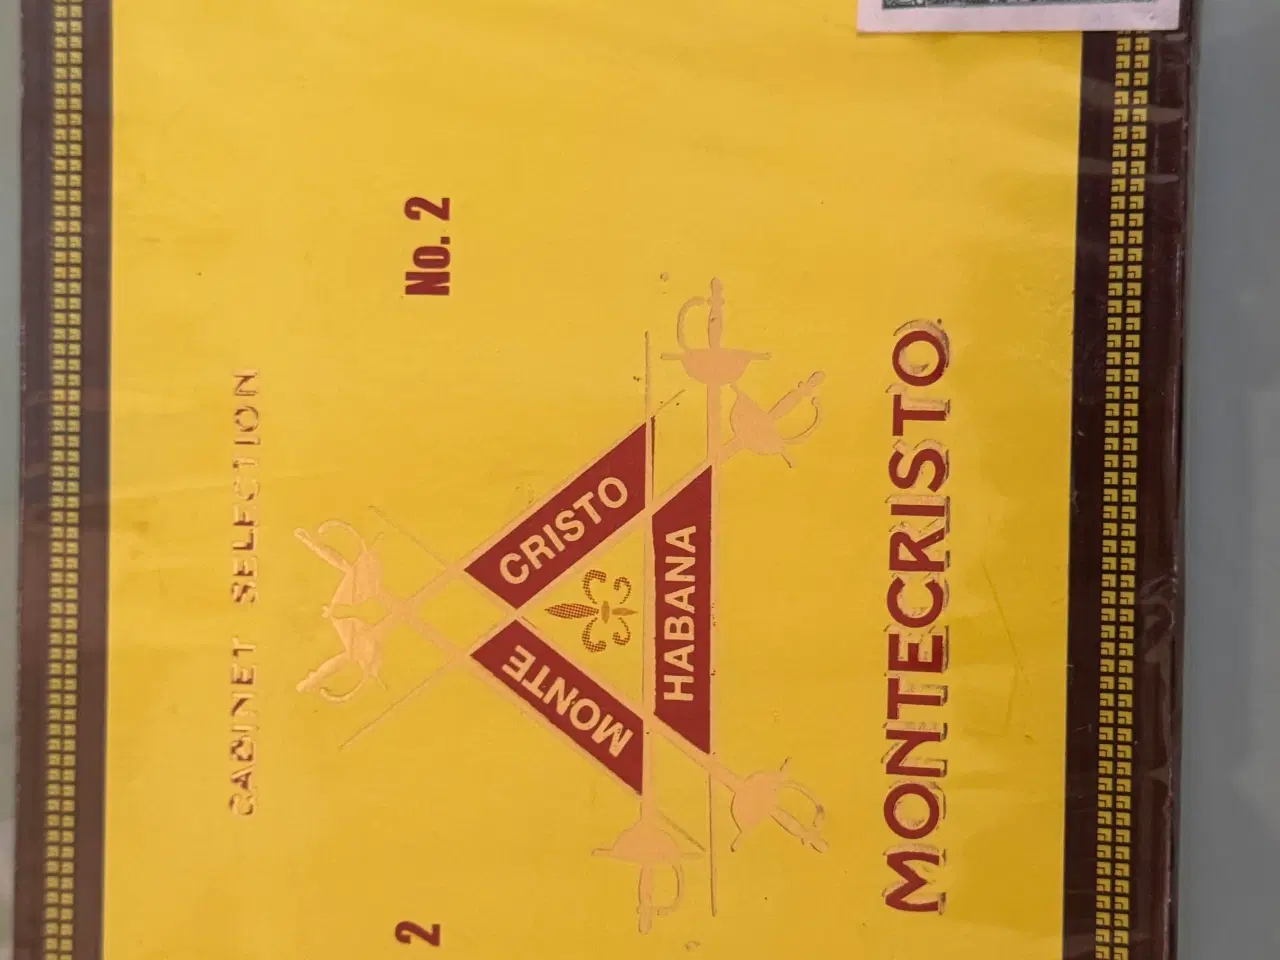 CABINET SELECTION
2
No. 2
MONTE
CRISTO
HABANA
MONTECRISTO